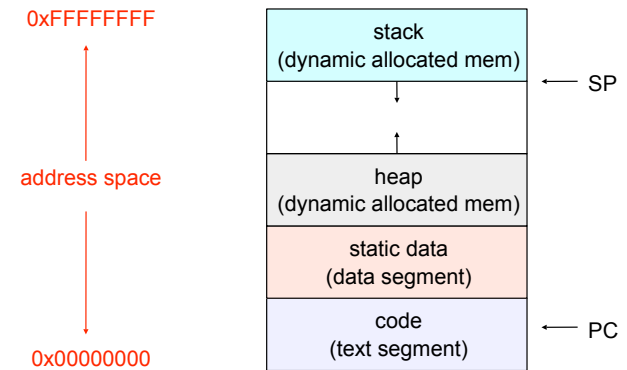 0xFFFFFFFF
stack
(dynamic allocated mem)
SP
address space
heap
(dynamic allocated mem)
static data
(data segment)
code
(text segment)
PC
0x00000000